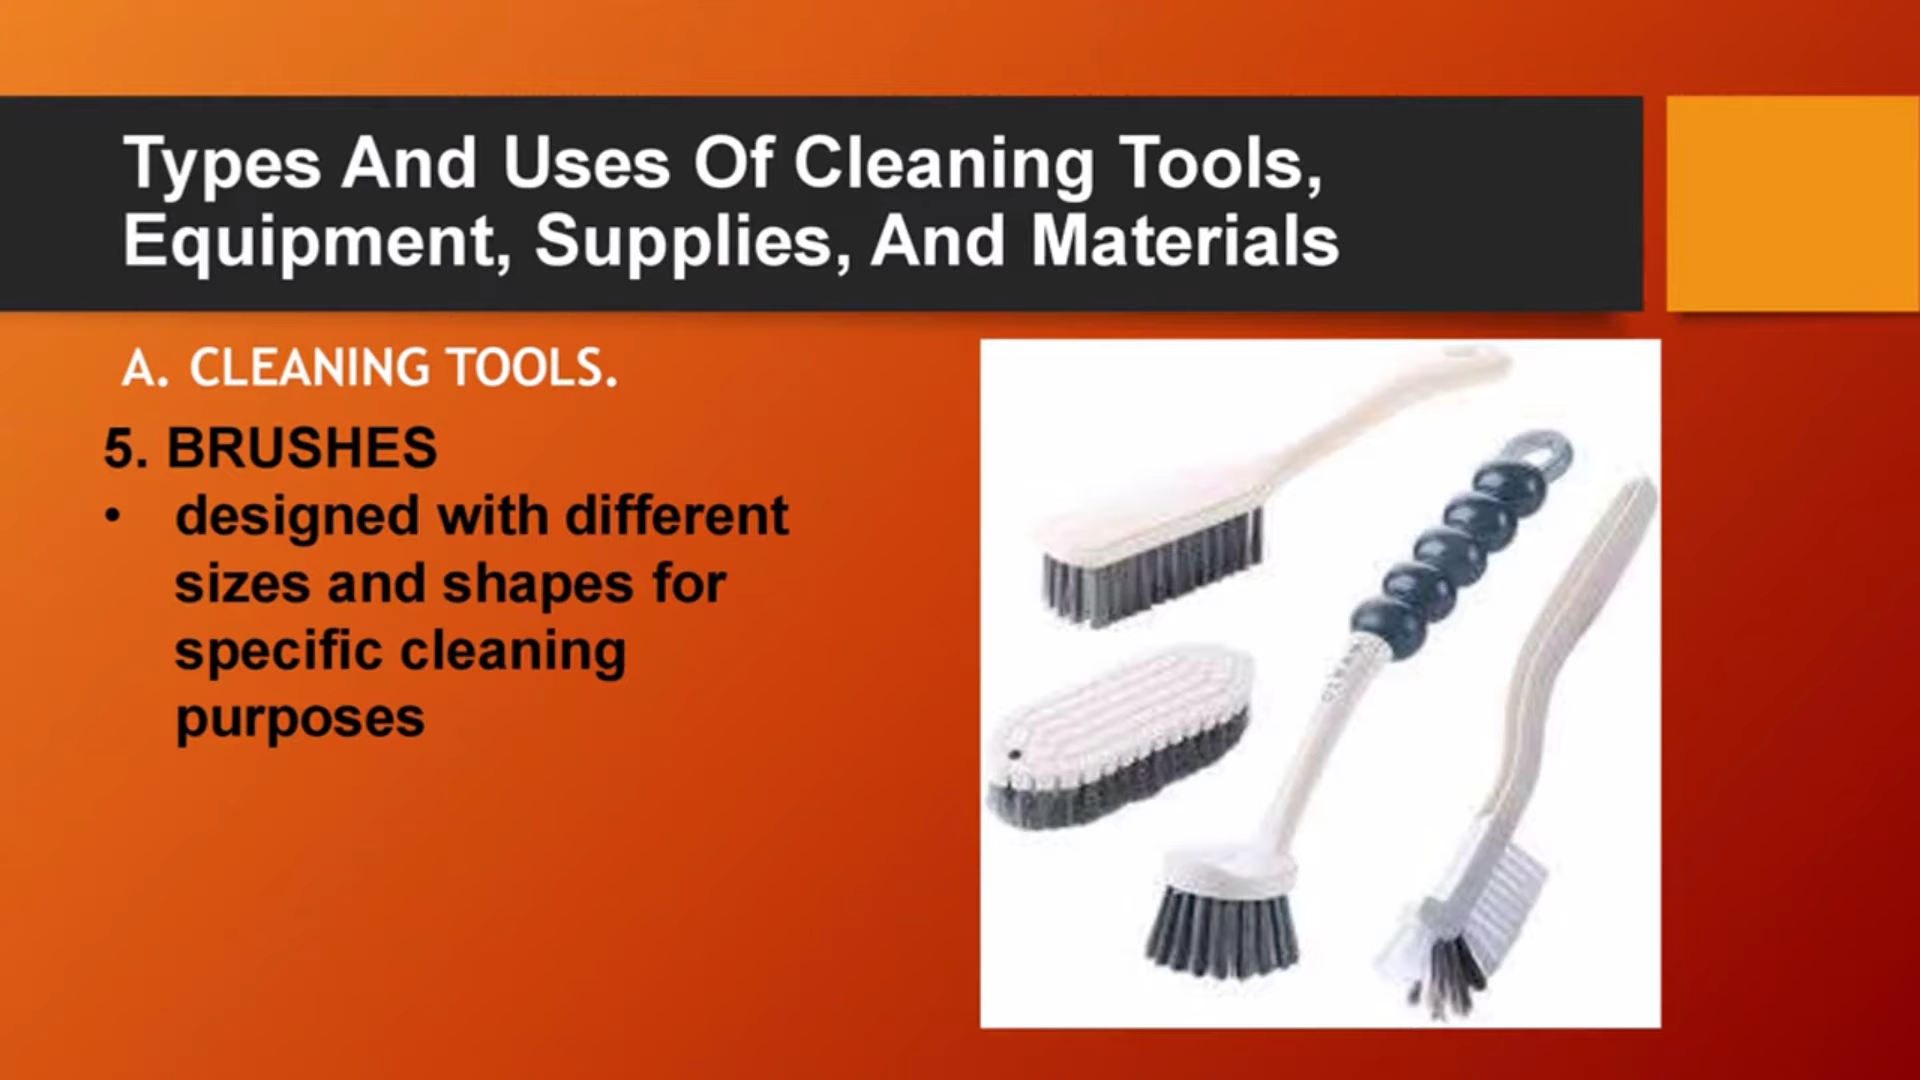 Types And Uses Of Cleaning Tools,
Equipment, Supplies, And Materials
A. CLEANING TOOLS.
5. BRUSHES
• designed with different
sizes and shapes for
specific cleaning
purposes